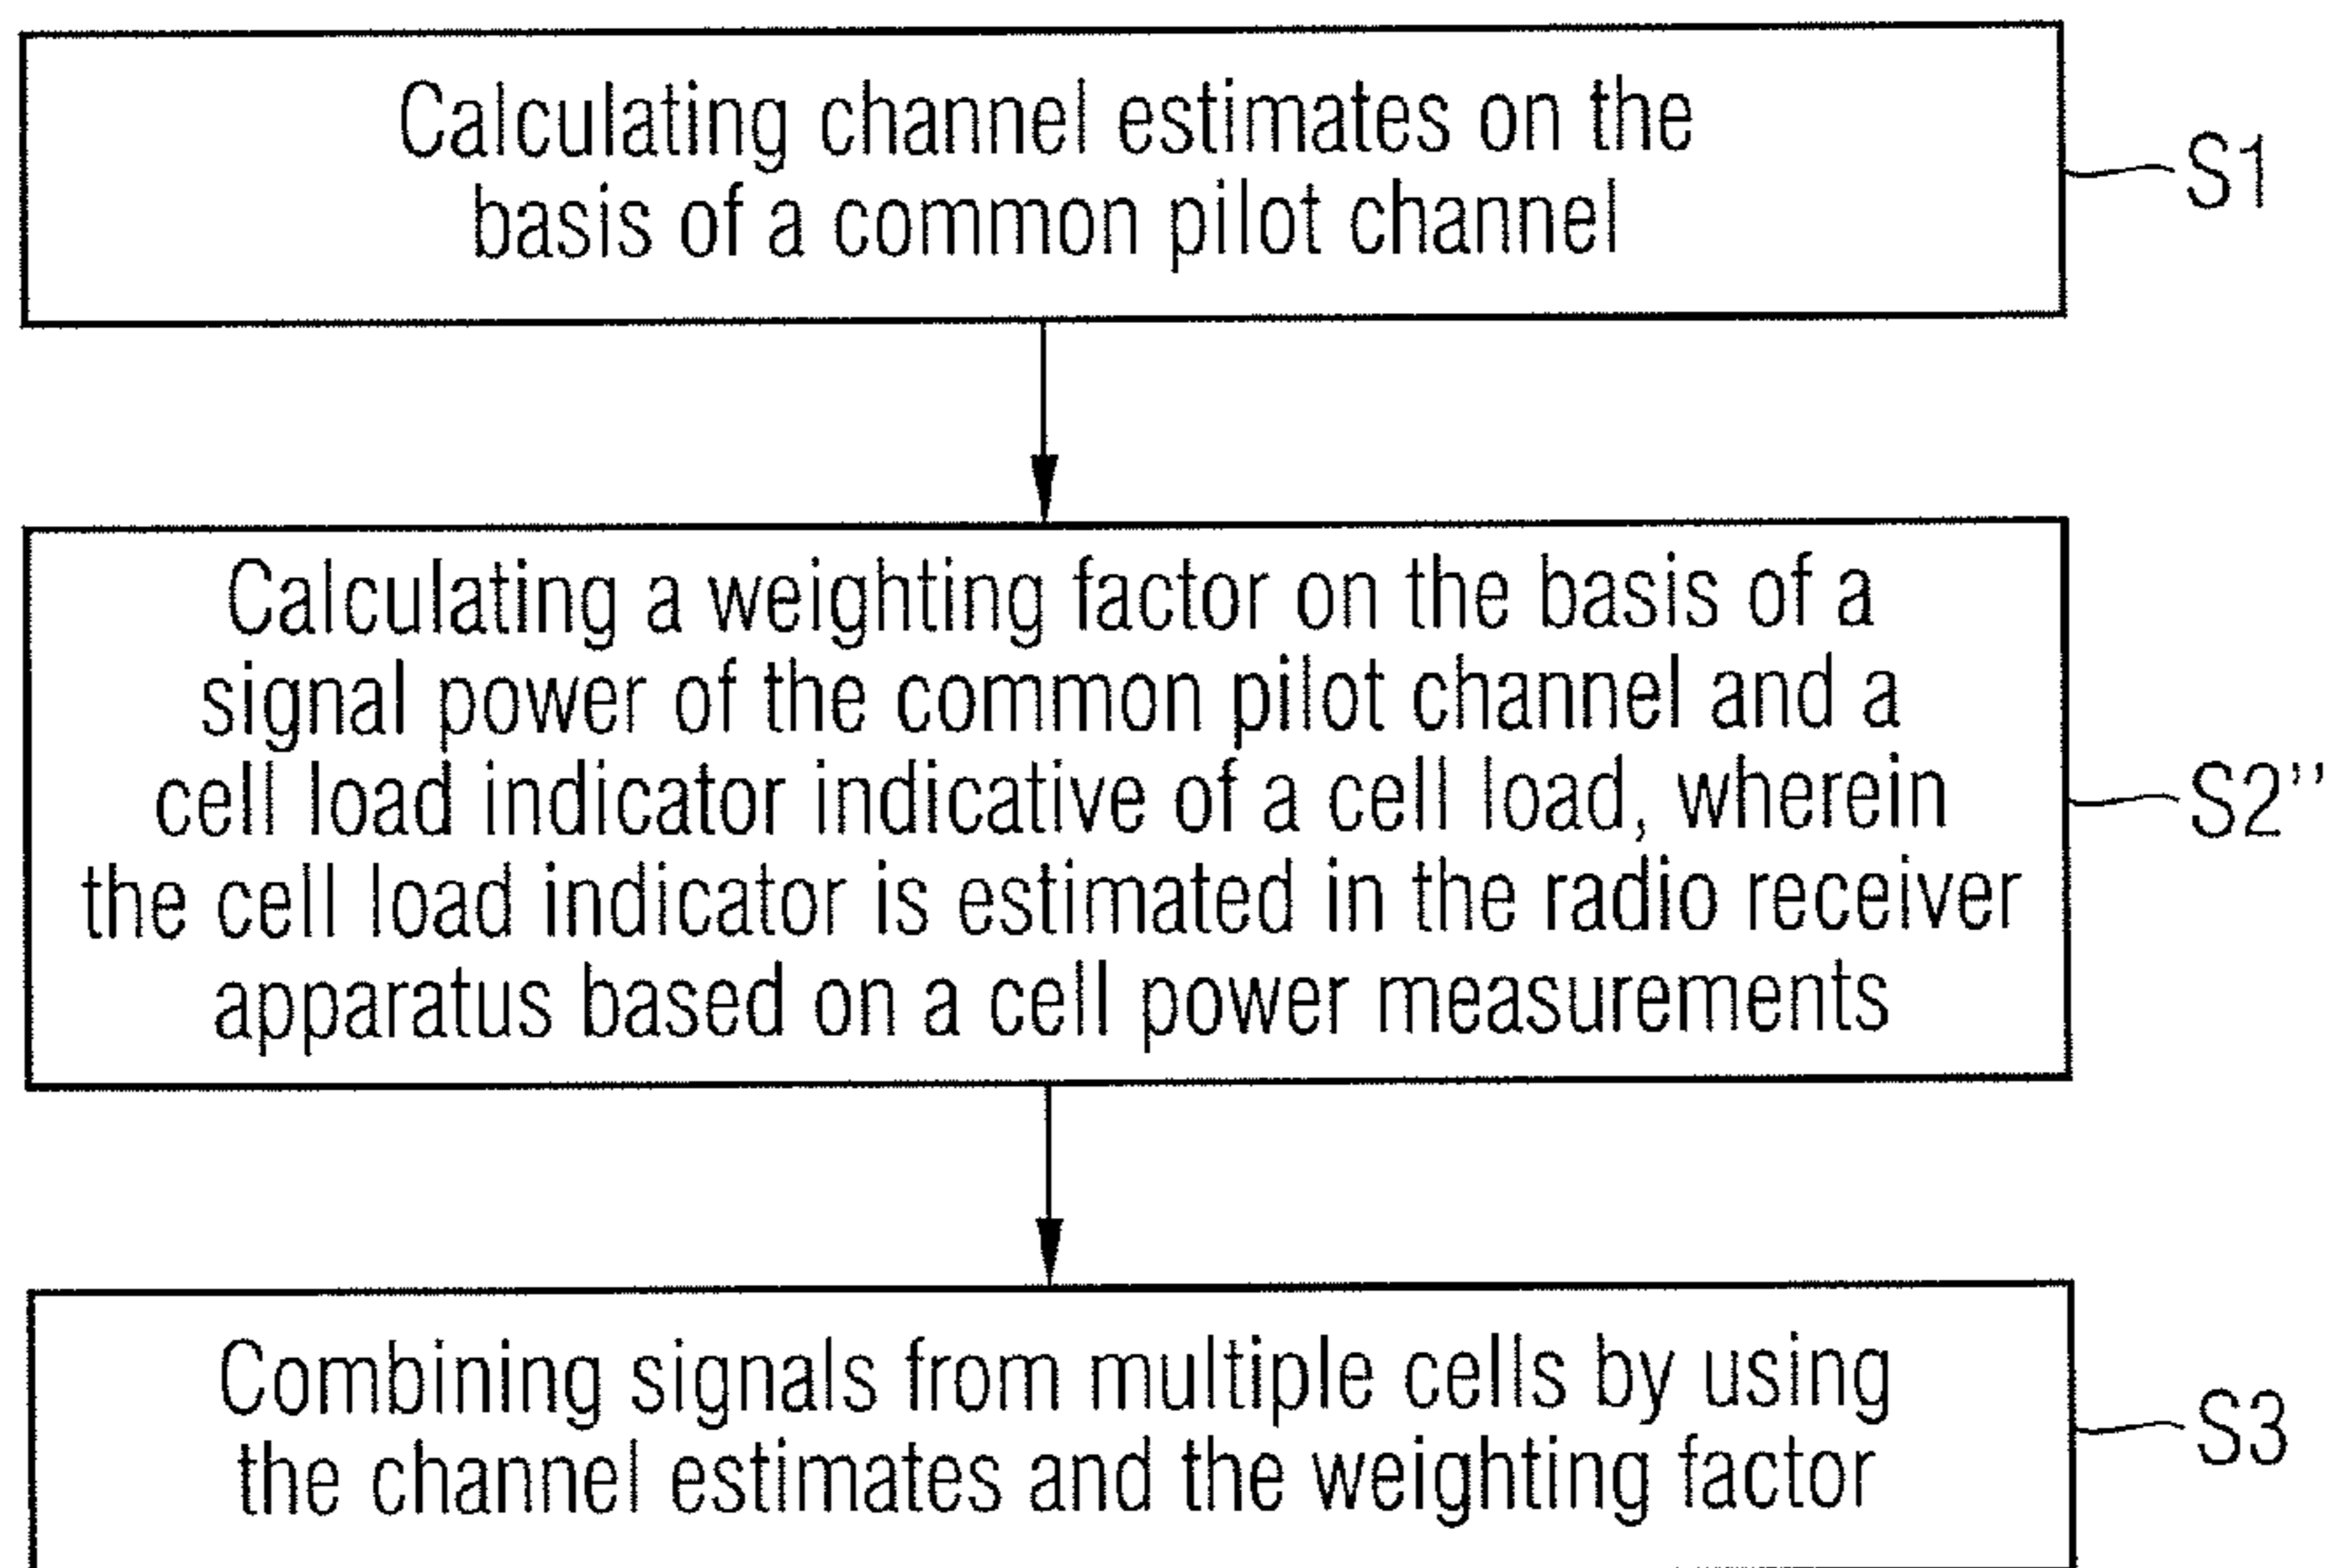 Calculating channel estimates on the
basis of a common pilot channel
S1
Calculating a weighting factor on the basis of a
signal power of the common pilot channel and a
cell load indicator indicative of a cell load, wherein
the cell load indicator is estimated in the radio receiver
apparatus based on a cell power measurements
S2’’
Combining signals from multiple cells by using
the channel estimates and the weighting factor
S3